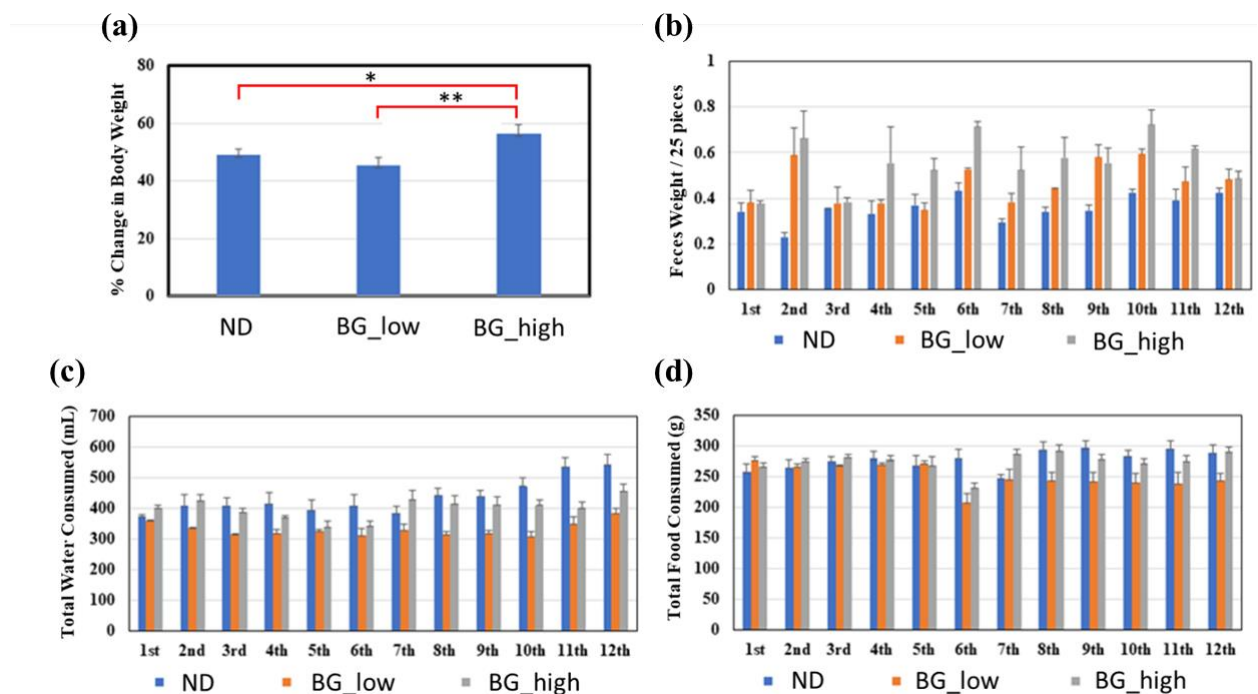 (a)
% Change in Body Weight
80
60
40
20
0
*
**
ND BG_low BG_high
(b)
Feces Weight / 25 pieces
1
0.8
0.6
0.4
0.2
0
1st 2nd 3rd 4th 5th 6th 7th 8th 9th 10th 11th 12th
ND BG_low BG_high
(c)
Total Water Consumed (mL)
700
600
500
400
300
200
100
0
1st 2nd 3rd 4th 5th 6th 7th 8th 9th 10th 11th 12th
ND BG_low BG_high
(d)
Total Food Consumed (g)
350
300
250
200
150
100
50
0
1st 2nd 3rd 4th 5th 6th 7th 8th 9th 10th 11th 12th
ND BG_low BG_high